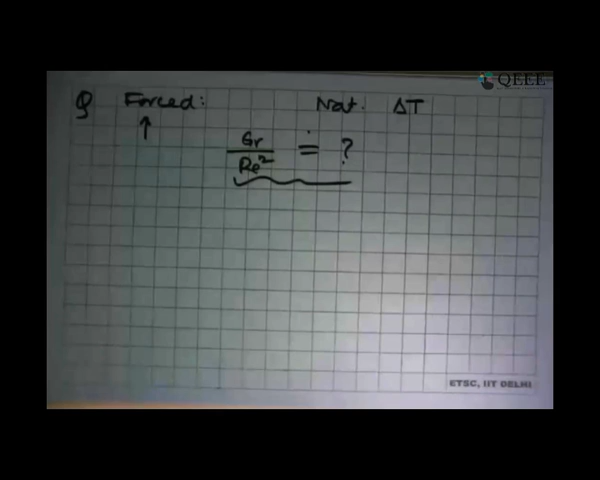 QEEE
Q Forced: Nat. ΔT
↑
Gr
Re² = ?
ETSC, IIT DELHI